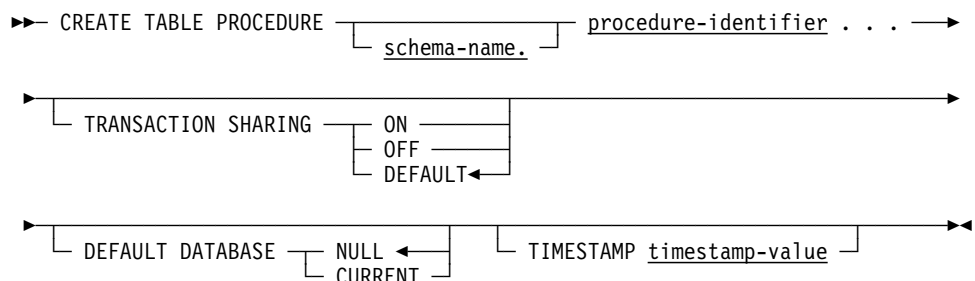 CREATE TABLE PROCEDURE procedure-identifier . . .
schema-name.
TRANSACTION SHARING ON
OFF
DEFAULT
DEFAULT DATABASE NULL TIMESTAMP timestamp-value
CURRENT